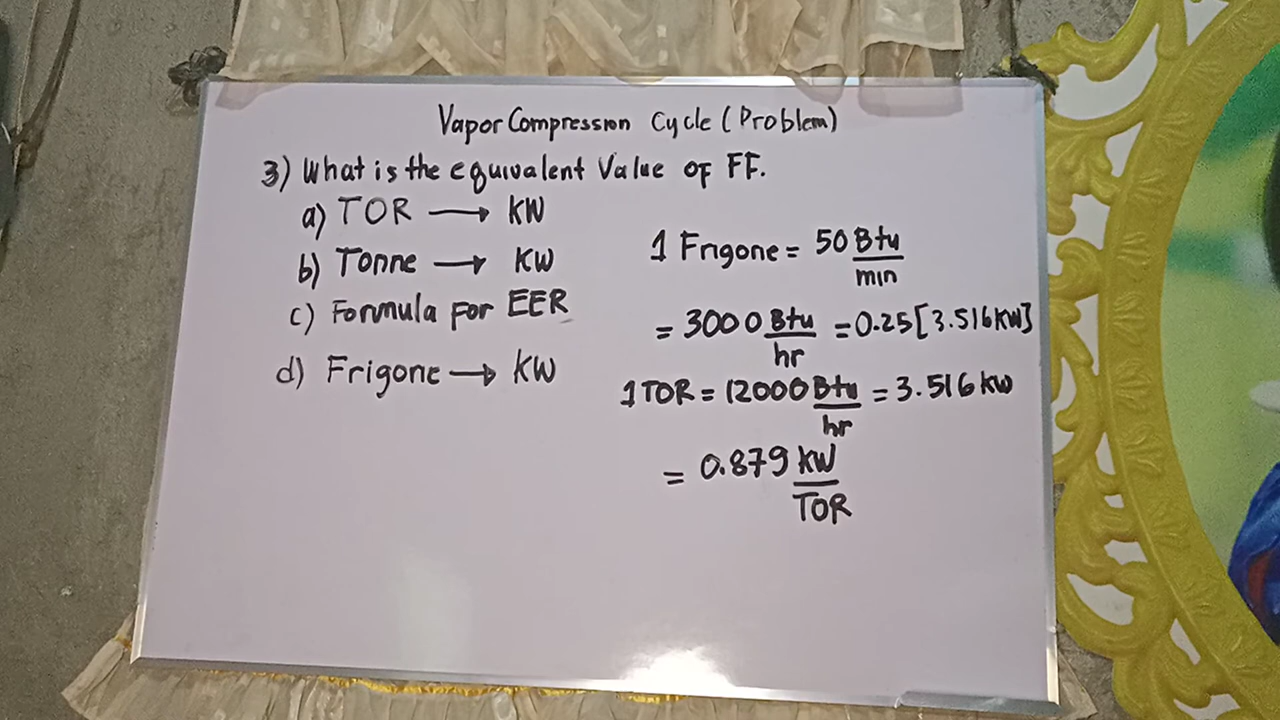 Vapor Compression Cycle (Problem)
3) What is the equivalent Value of FF.
a) TOR → KW
b) Tonne → KW
c) Formula For EER
d) Frigone → KW
1 Frigone = 50 Btu/min
= 3000 Btu/hr = 0.25[3.516KW]
1 TOR = 12000 Btu/hr = 3.516 KW
= 0.879 KW/TOR